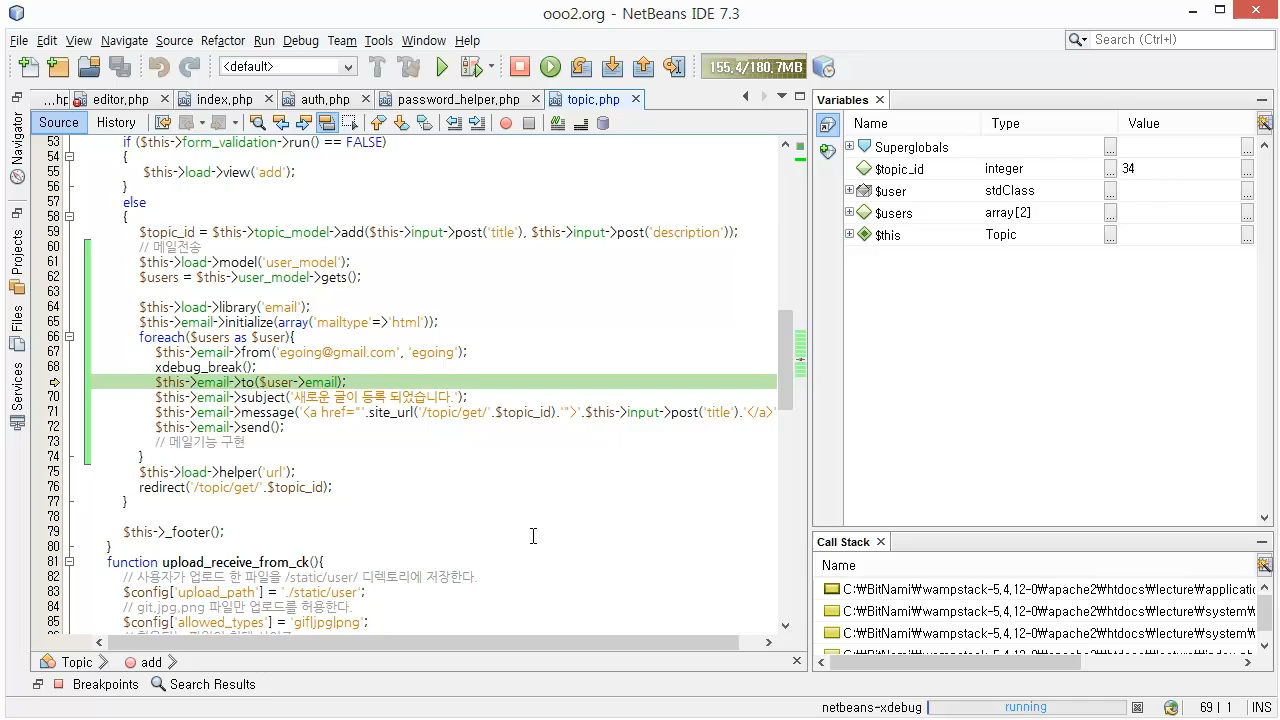 ooo2.org - NetBeans IDE 7.3
File Edit View Navigate Source Refactor Run Debug Team Tools Window Help
Search (Ctrl+I)
<default>
155.4/180.7MB
...hp editor.php index.php auth.php password_helper.php topic.php
Variables
Source History
Name Type Value
Superglobals
$topic_id integer 34
$user stdClass
$users array[2]
$this Topic
Navigator
Projects
Files
Services
53 if ($this->form_validation->run() == FALSE)
54 {
55 $this->load->view('add');
56 }
57 else
58 {
59 $topic_id = $this->topic_model->add($this->input->post('title'), $this->input->post('description'));
60 // 메일전송
61 $this->load->model('user_model');
62 $users = $this->user_model->gets();
63
64 $this->load->library('email');
65 $this->email->initialize(array('mailtype'=>'html'));
66 foreach($users as $user){
67 $this->email->from('egoing@gmail.com', 'egoing');
68 xdebug_break();
$this->email->to($user->email);
70 $this->email->subject('새로운 글이 등록 되었습니다.');
71 $this->email->message('<a href="'.site_url('/topic/get/'.$topic_id).'">'.$this->input->post('title').'</a>'
72 $this->email->send();
73 // 메일기능 구현
74 }
75 $this->load->helper('url');
76 redirect('/topic/get/'.$topic_id);
77 }
78
79 $this->_footer();
80 }
81 function upload_receive_from_ck(){
82 // 사용자가 업로드 한 파일을 /static/user/ 디렉토리에 저장한다.
83 $config['upload_path'] = './static/user';
84 // git,jpg,png 파일만 업로드를 허용한다.
85 $config['allowed_types'] = 'gif|jpg|png';
Call Stack
Name
C:₩BitNami₩wampstack-5.4.12-0₩apache2₩htdocs₩lecture₩applicatic
C:₩BitNami₩wampstack-5.4.12-0₩apache2₩htdocs₩lecture₩system₩
C:₩BitNami₩wampstack-5.4.12-0₩apache2₩htdocs₩lecture₩system₩
Topic add
Breakpoints Search Results
netbeans-xdebug running 69 | 1 INS